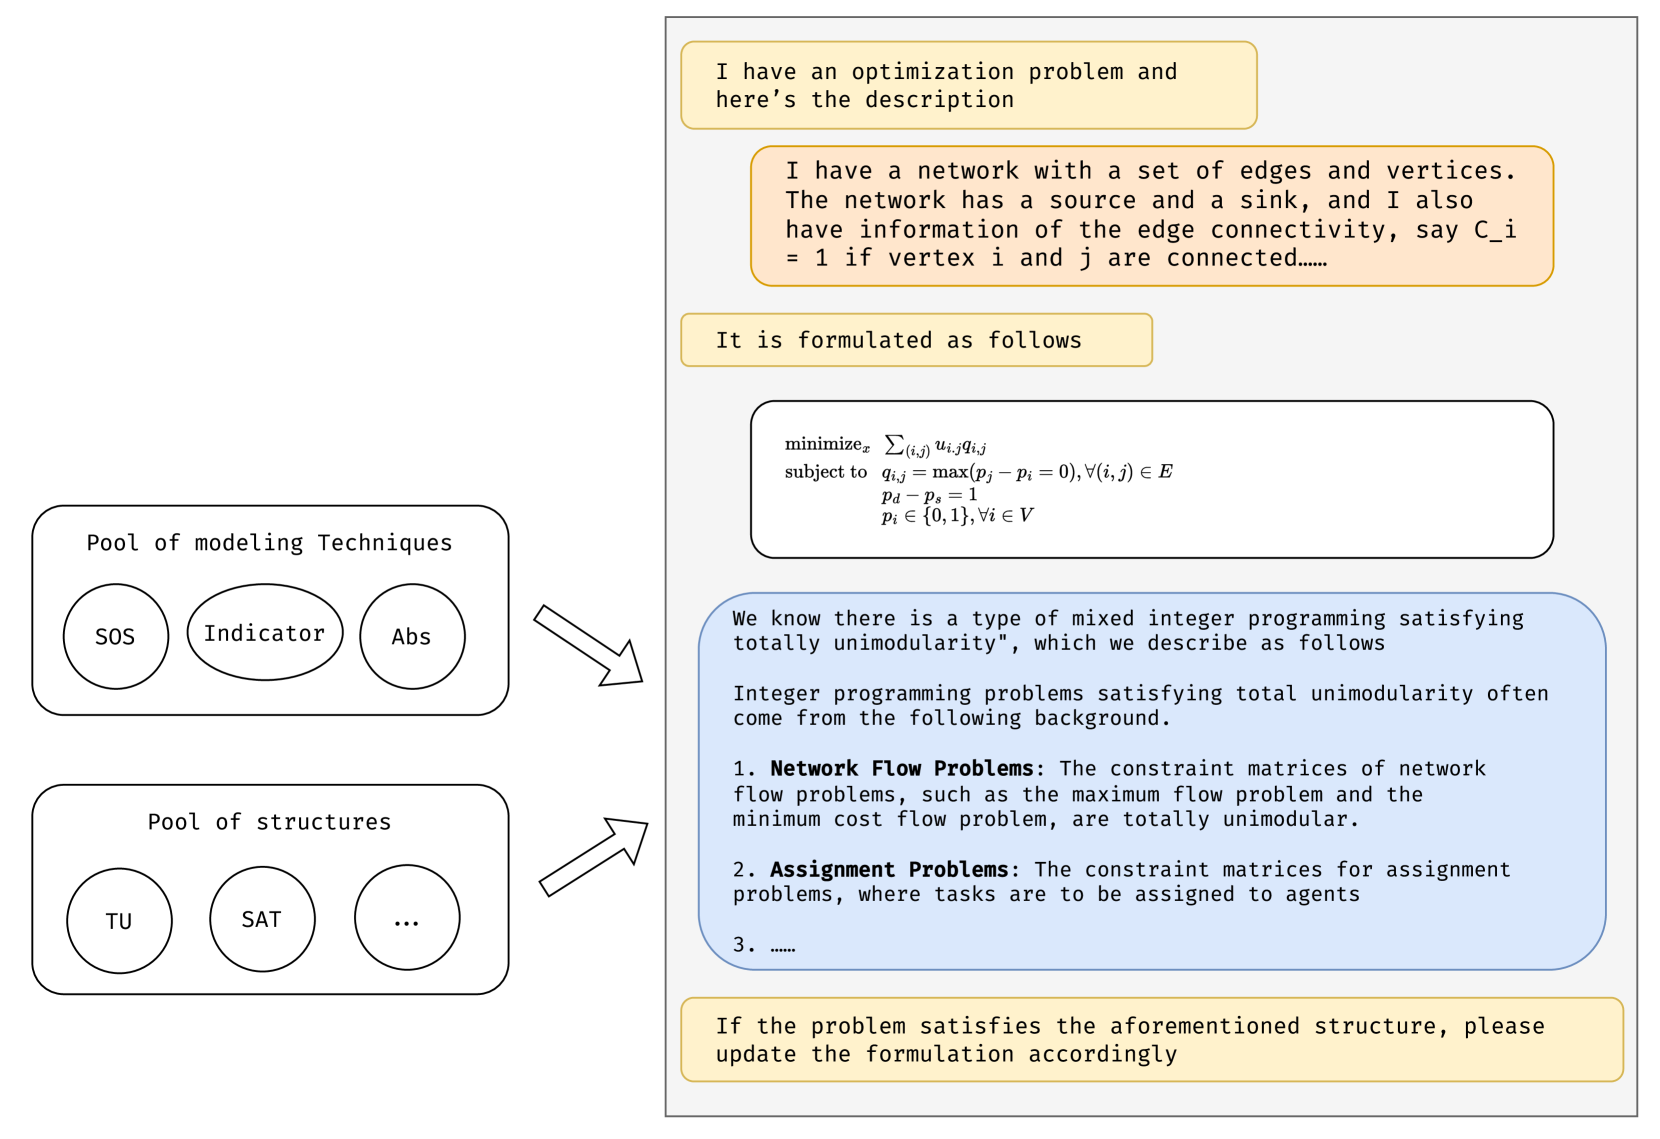 Pool of modeling Techniques
SOS
Indicator
Abs
Pool of structures
TU
SAT
...
I have an optimization problem and
here’s the description
I have a network with a set of edges and vertices.
The network has a source and a sink, and I also
have information of the edge connectivity, say C_i
= 1 if vertex i and j are connected……
It is formulated as follows
minimizeₓ ∑₍i,j₎ u_{i.j}q_{i,j}
subject to q_{i,j} = max(p_j − p_i = 0), ∀(i, j) ∈ E
p_d − p_s = 1
p_i ∈ {0, 1}, ∀i ∈ V
We know there is a type of mixed integer programming satisfying
totally unimodularity", which we describe as follows
Integer programming problems satisfying total unimodularity often
come from the following background.
1. Network Flow Problems: The constraint matrices of network
flow problems, such as the maximum flow problem and the
minimum cost flow problem, are totally unimodular.
2. Assignment Problems: The constraint matrices for assignment
problems, where tasks are to be assigned to agents
3. ……
If the problem satisfies the aforementioned structure, please
update the formulation accordingly